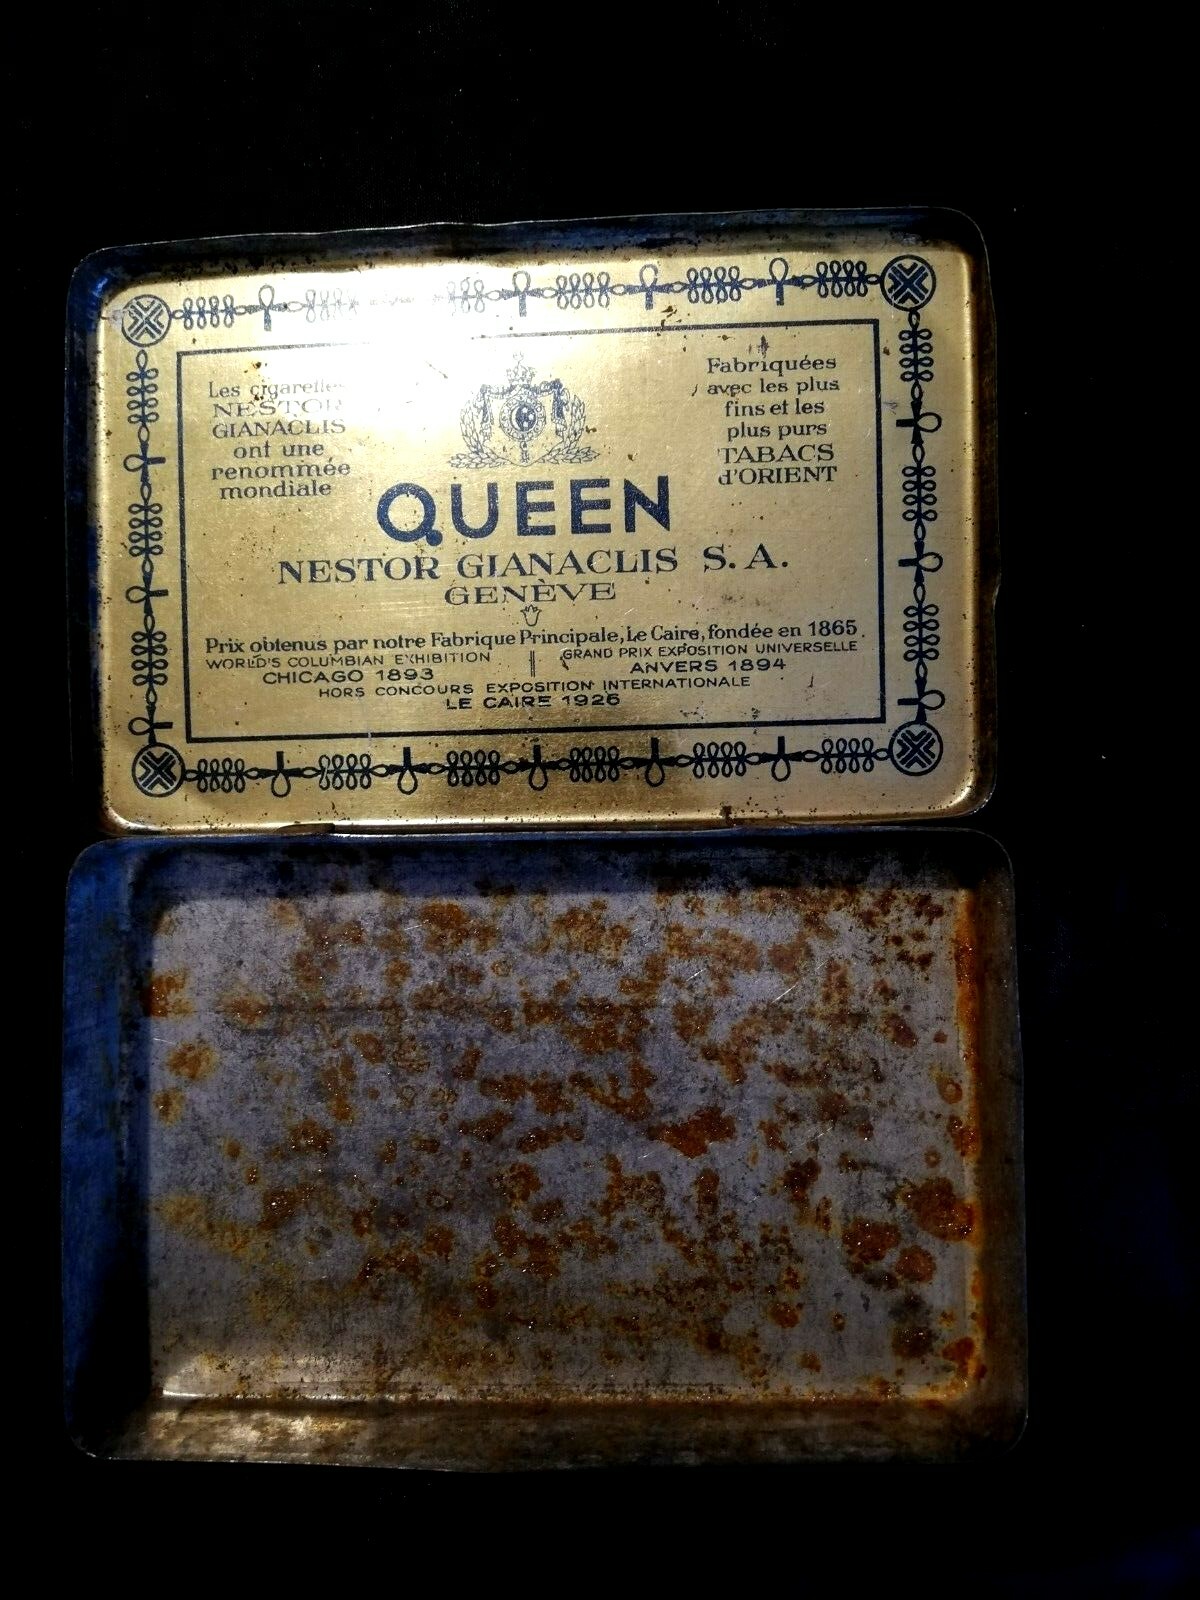 Les cigarettes
NESTOR
GIANACLIS
ont une
renommée
mondiale
Fabriquées
avec les plus
fins et les
plus purs
TABACS
d'ORIENT
QUEEN
NESTOR GIANACLIS S.A.
GENÈVE
Prix obtenus par notre Fabrique Principale, Le Caire, fondée en 1865.
WORLD'S COLUMBIAN EXHIBITION
CHICAGO 1893
GRAND PRIX EXPOSITION UNIVERSELLE
ANVERS 1894
HORS CONCOURS EXPOSITION INTERNATIONALE
LE CAIRE 1926